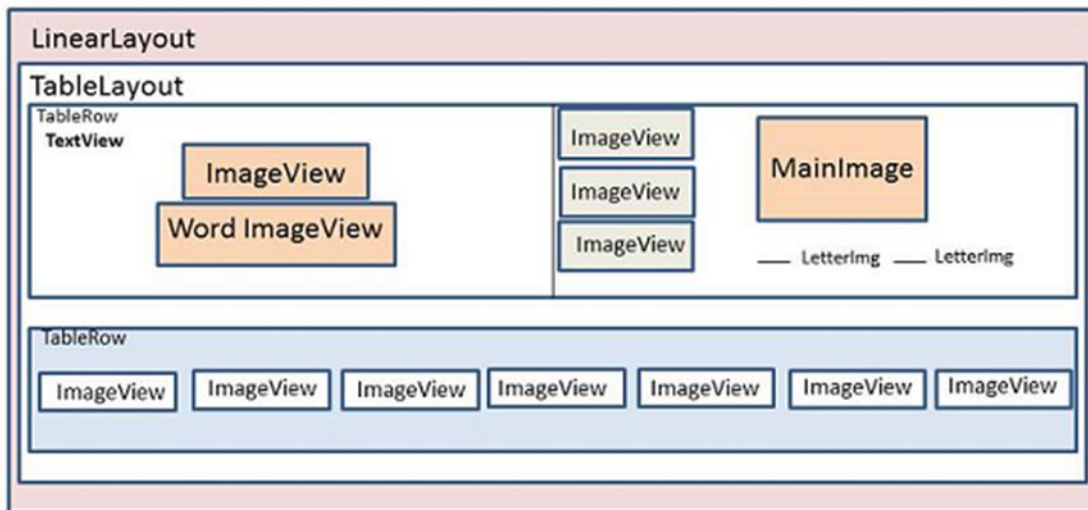 LinearLayout
TableLayout
TableRow
TextView
ImageView
Word ImageView
ImageView
ImageView
ImageView
MainImage
LetterImg LetterImg
TableRow
ImageView ImageView ImageView ImageView ImageView ImageView ImageView